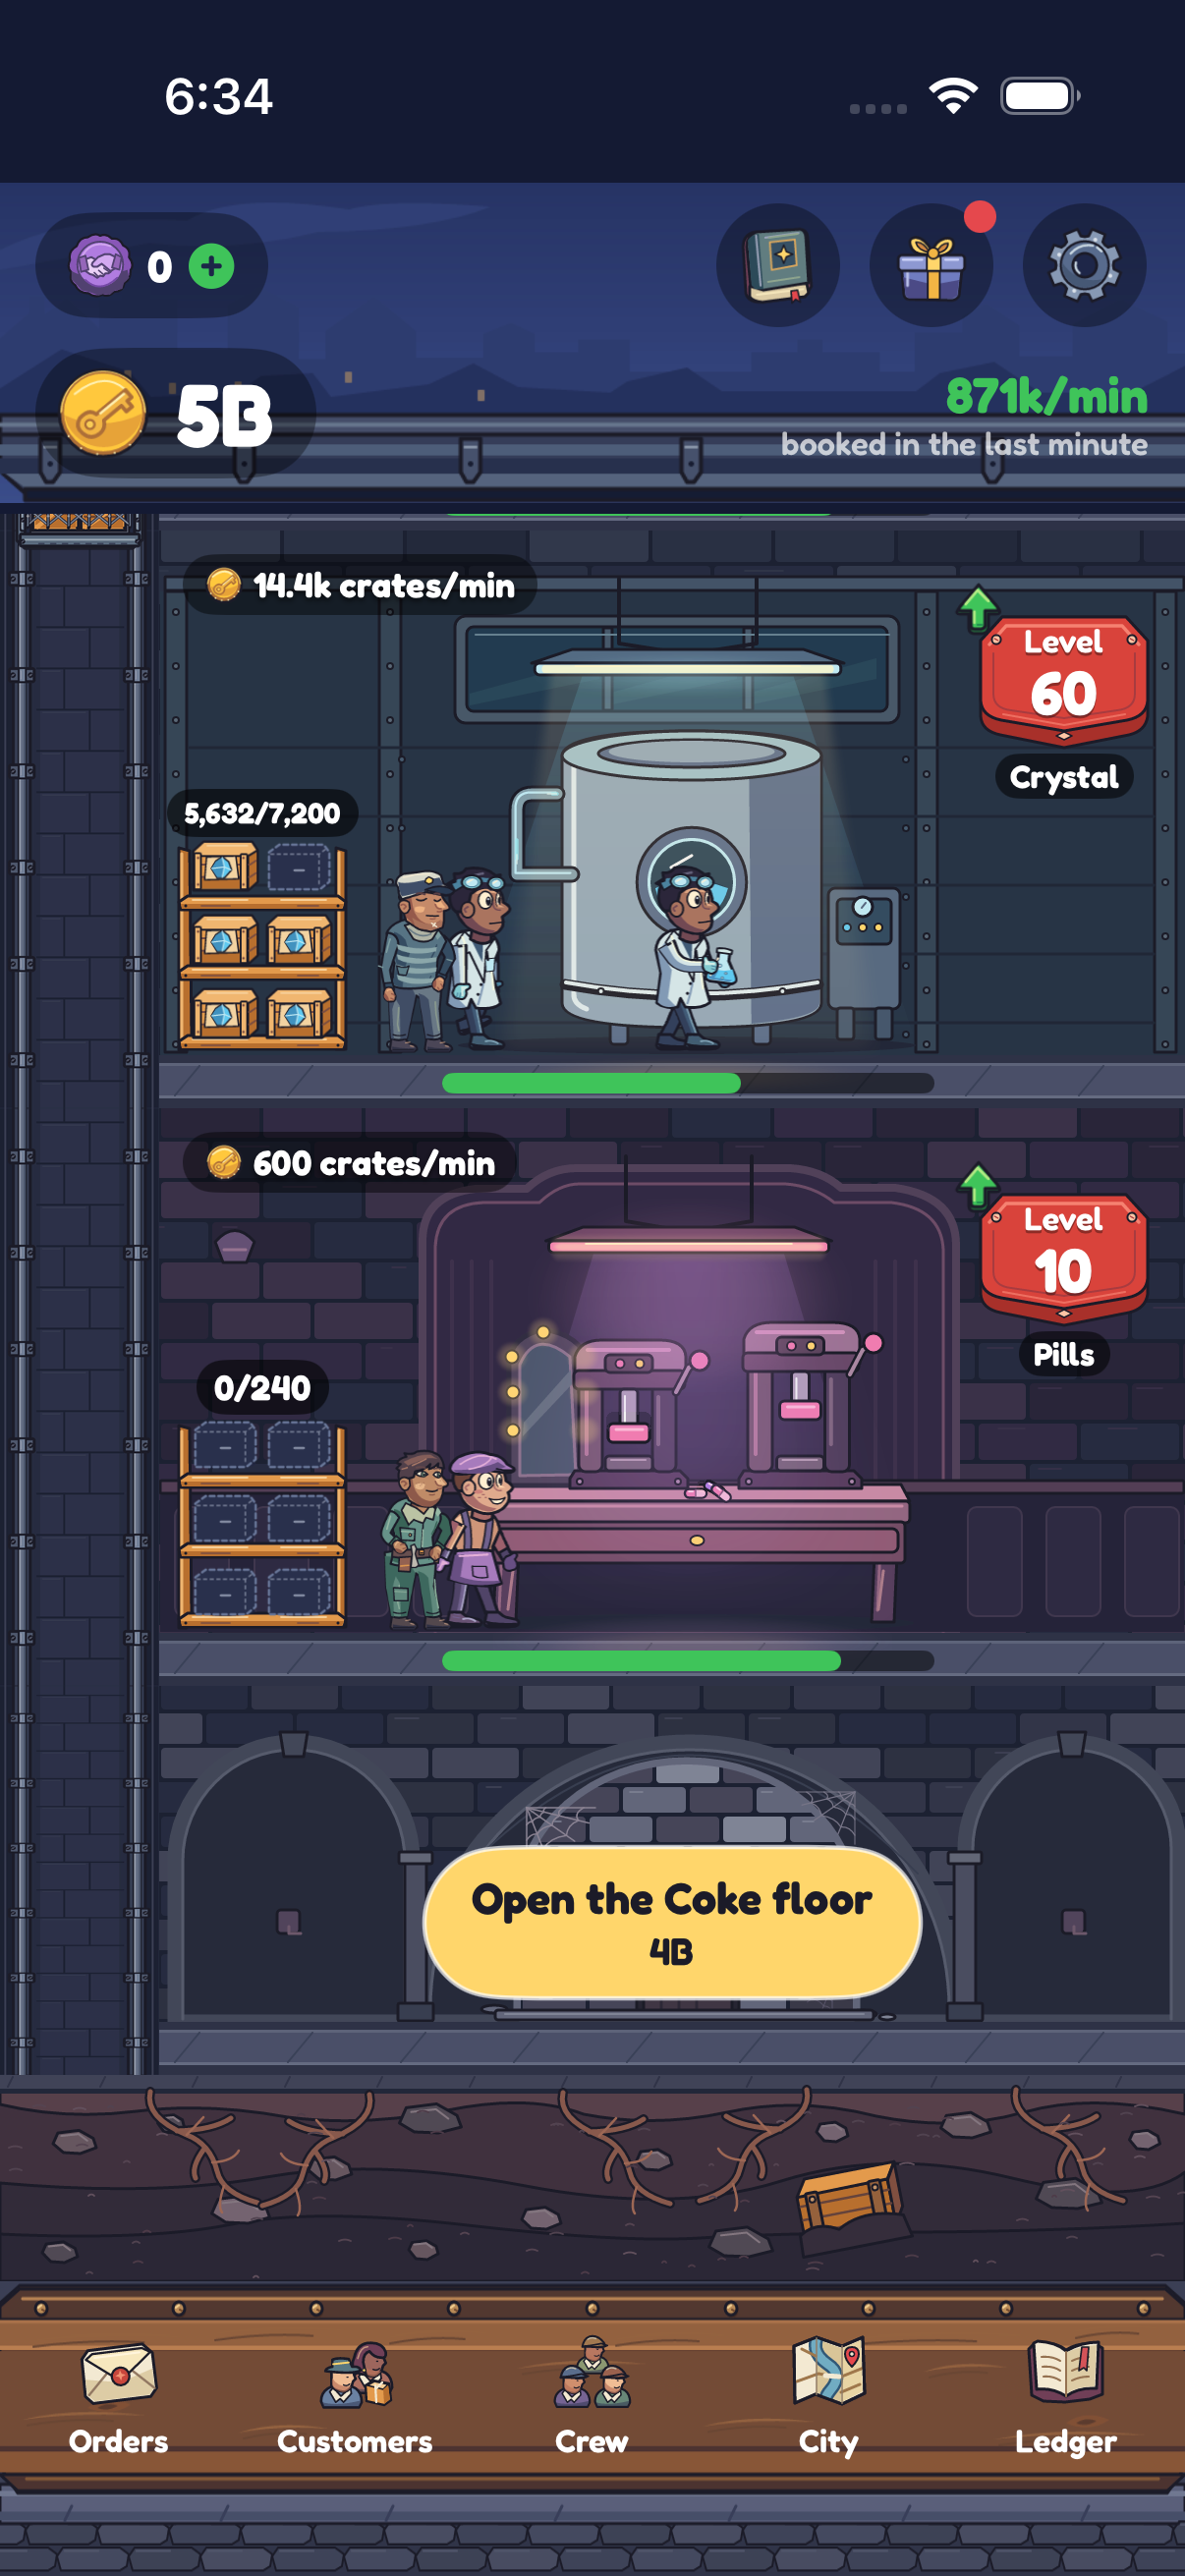 6:34
0
5B
871k/min
booked in the last minute
14.4k crates/min
Level
60
Crystal
5,632/7,200
600 crates/min
Level
10
Pills
0/240
Open the Coke floor
4B
Orders
Customers
Crew
City
Ledger